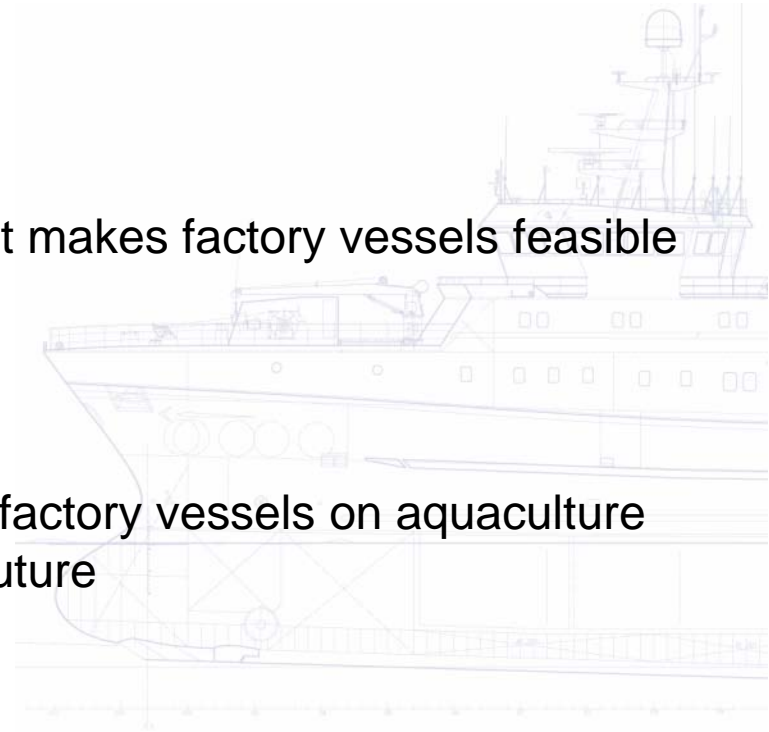 t makes factory vessels feasible
factory vessels on aquaculture
uture